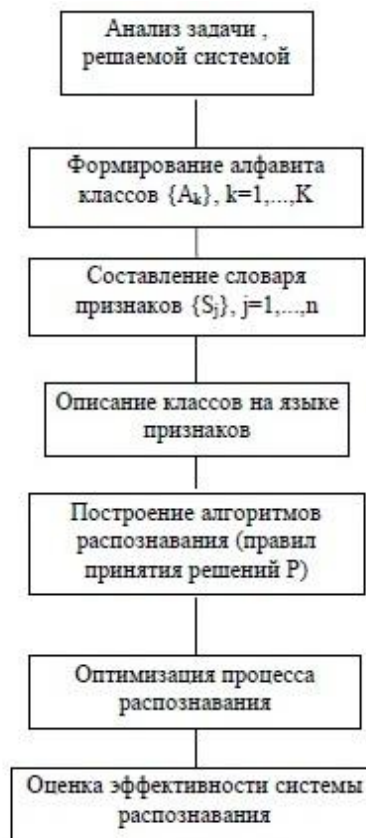 Анализ задачи ,
решаемой системой
Формирование алфавита
классов {Aₖ}, k=1,...,K
Составление словаря
признаков {Sⱼ}, j=1,...,n
Описание классов на языке
признаков
Построение алгоритмов
распознавания (правил
принятия решений Р)
Оптимизация процесса
распознавания
Оценка эффективности системы
распознавания